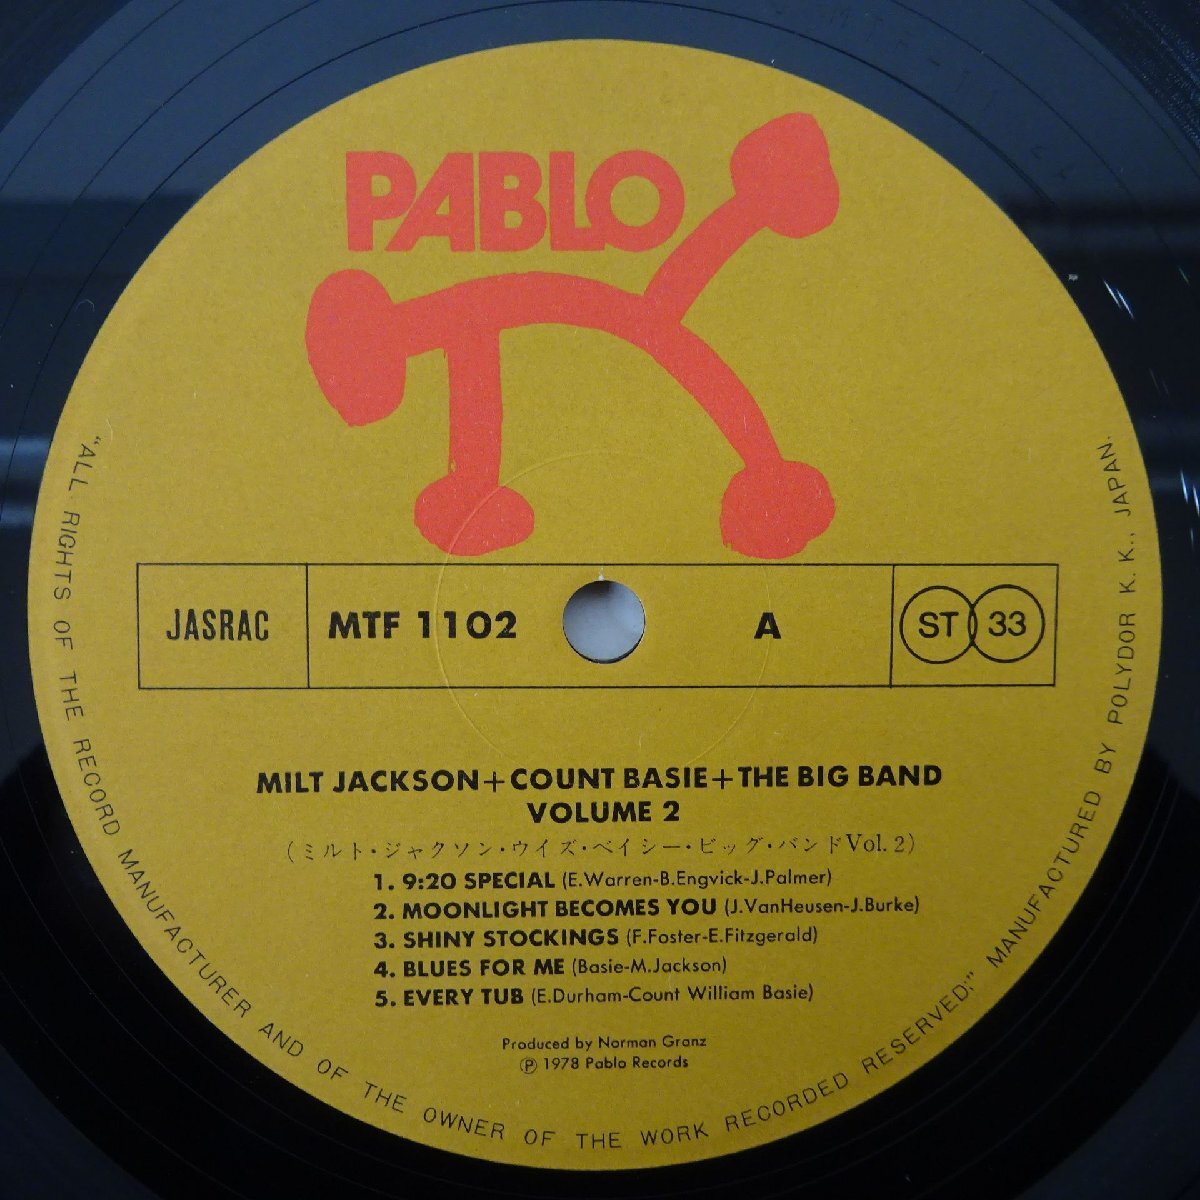 PABLO
JASRAC MTF 1102 A ST 33
MILT JACKSON+COUNT BASIE+THE BIG BAND
VOLUME 2
(ミルト・ジャクソン・ウイズ・ベイシー・ビッグ・バンドVol. 2)
1. 9:20 SPECIAL (E.Warren-B.Engvick-J.Palmer)
2. MOONLIGHT BECOMES YOU (J.VanHeusen-J.Burke)
3. SHINY STOCKINGS (F.Foster-E.Fitzgerald)
4. BLUES FOR ME (Basie-M.Jackson)
5. EVERY TUB (E.Durham-Count William Basie)
Produced by Norman Granz
℗ 1978 Pablo Records
"ALL RIGHTS OF THE RECORD MANUFACTURER AND OF THE OWNER OF THE WORK RECORDED RESERVED;" MANUFACTURED BY POLYDOR K. K., JAPAN.